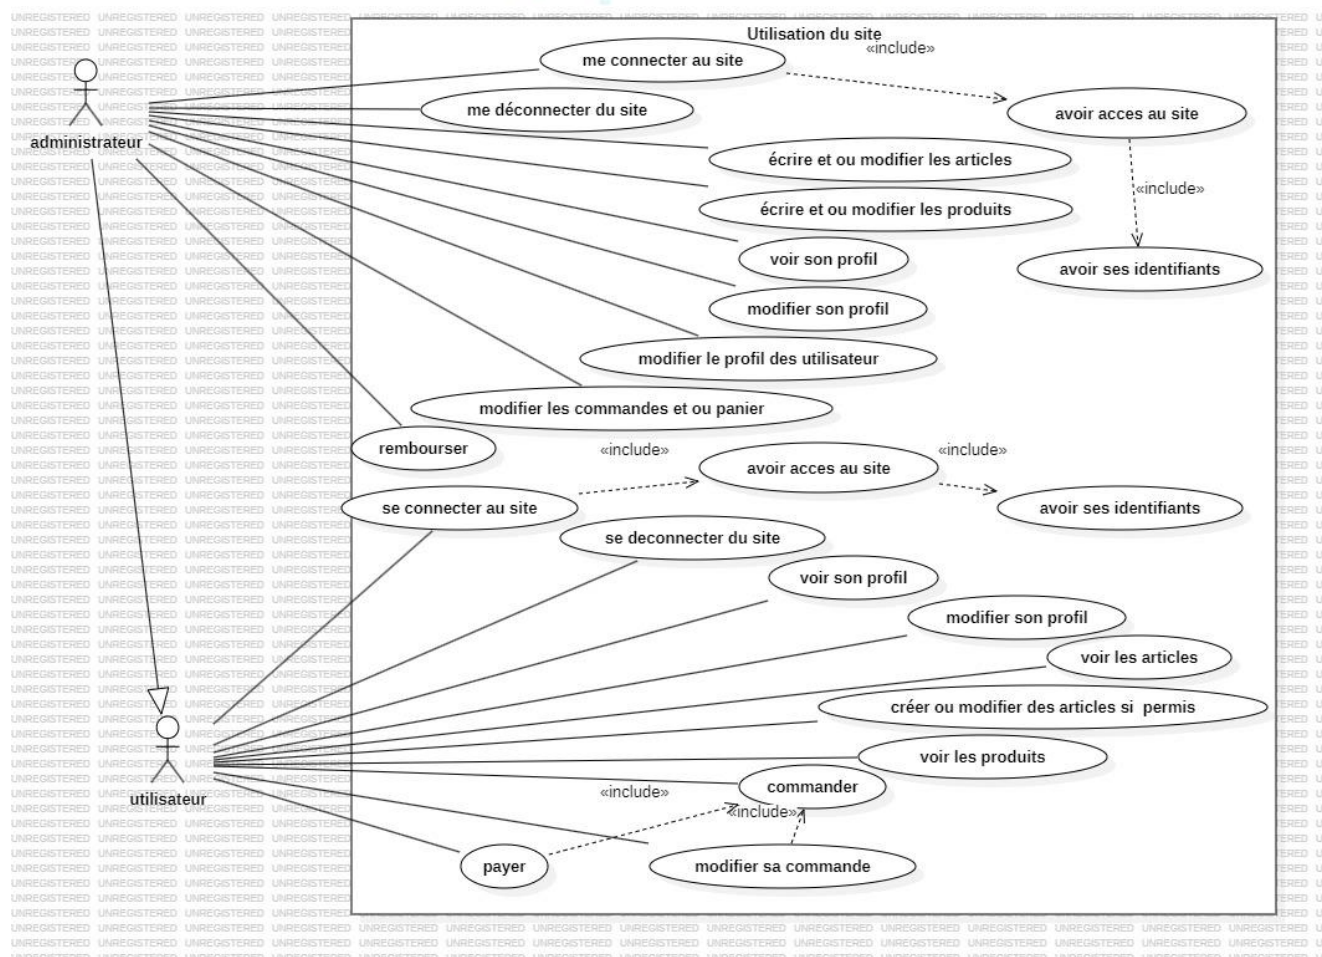 Utilisation du site
me connecter au site
«include»
me déconnecter du site
avoir acces au site
administrateur
écrire et ou modifier les articles
«include»
écrire et ou modifier les produits
voir son profil
avoir ses identifiants
modifier son profil
modifier le profil des utilisateur
modifier les commandes et ou panier
rembourser
«include»
avoir acces au site
«include»
se connecter au site
avoir ses identifiants
se deconnecter du site
voir son profil
modifier son profil
voir les articles
créer ou modifier des articles si permis
voir les produits
commander
utilisateur
«include»
«include»
payer
modifier sa commande
UNREGISTERED